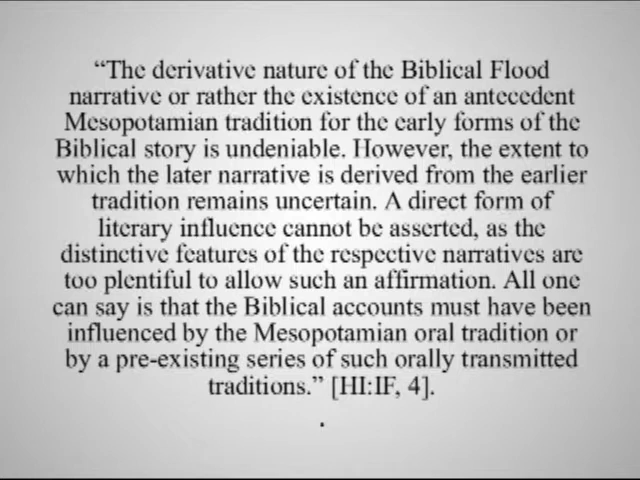 “The derivative nature of the Biblical Flood
narrative or rather the existence of an antecedent
Mesopotamian tradition for the early forms of the
Biblical story is undeniable. However, the extent to
which the later narrative is derived from the earlier
tradition remains uncertain. A direct form of
literary influence cannot be asserted, as the
distinctive features of the respective narratives are
too plentiful to allow such an affirmation. All one
can say is that the Biblical accounts must have been
influenced by the Mesopotamian oral tradition or
by a pre-existing series of such orally transmitted
traditions.” [HI:IF, 4].
.